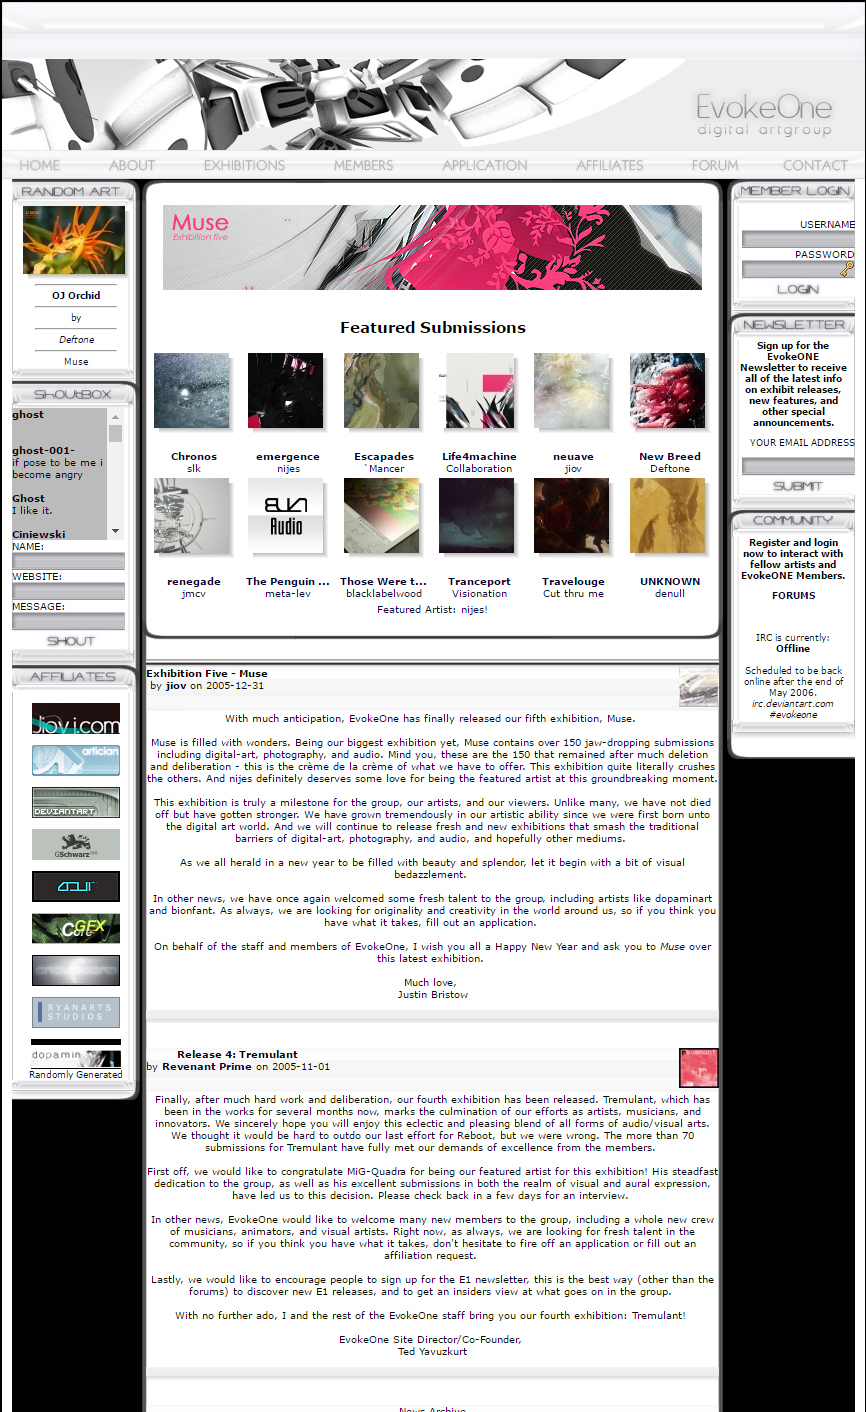 EvokeOne
digital artgroup
HOME ABOUT EXHIBITIONS MEMBERS APPLICATION AFFILIATES FORUM CONTACT
RANDOM ART
OJ Orchid
by
Deftone
Muse
SHOUTBOX
ghost
ghost-001-
if pose to be me i
become angry
Ghost
I like it.
Ciniewski
NAME:
WEBSITE:
MESSAGE:
SHOUT
AFFILIATES
jovi.com
artician
DEVIANTART
GSchwarz.net
CoreGFX
RYANARTS
STUDIOS
dopamin
Randomly Generated
Muse
Exhibition five
Featured Submissions
Chronos
slk
emergence
nijes
Escapades
`Mancer
Life4machine
Collaboration
neuave
jiov
New Breed
Deftone
Audio
renegade
jmcv
The Penguin ...
meta-lev
Those Were t...
blacklabelwood
Tranceport
Visionation
Travelouge
Cut thru me
UNKNOWN
denull
Featured Artist: nijes!
Exhibition Five - Muse
by jiov on 2005-12-31
With much anticipation, EvokeOne has finally released our fifth exhibition, Muse.
Muse is filled with wonders. Being our biggest exhibition yet, Muse contains over 150 jaw-dropping submissions
including digital-art, photography, and audio. Mind you, these are the 150 that remained after much deletion
and deliberation - this is the crème de la crème of what we have to offer. This exhibition quite literally crushes
the others. And nijes definitely deserves some love for being the featured artist at this groundbreaking moment.
This exhibition is truly a milestone for the group, our artists, and our viewers. Unlike many, we have not died
off but have gotten stronger. We have grown tremendously in our artistic ability since we were first born unto
the digital art world. And we will continue to release fresh and new exhibitions that smash the traditional
barriers of digital-art, photography, and audio, and hopefully other mediums.
As we all herald in a new year to be filled with beauty and splendor, let it begin with a bit of visual
bedazzlement.
In other news, we have once again welcomed some fresh talent to the group, including artists like dopaminart
and bionfant. As always, we are looking for originality and creativity in the world around us, so if you think you
have what it takes, fill out an application.
On behalf of the staff and members of EvokeOne, I wish you all a Happy New Year and ask you to Muse over
this latest exhibition.
Much love,
Justin Bristow
Release 4: Tremulant
by Revenant Prime on 2005-11-01
revenant
Finally, after much hard work and deliberation, our fourth exhibition has been released. Tremulant, which has
been in the works for several months now, marks the culmination of our efforts as artists, musicians, and
innovators. We sincerely hope you will enjoy this eclectic and pleasing blend of all forms of audio/visual arts.
We thought it would be hard to outdo our last effort for Reboot, but we were wrong. The more than 70
submissions for Tremulant have fully met our demands of excellence from the members.
First off, we would like to congratulate MiG-Quadra for being our featured artist for this exhibition! His steadfast
dedication to the group, as well as his excellent submissions in both the realm of visual and aural expression,
have led us to this decision. Please check back in a few days for an interview.
In other news, EvokeOne would like to welcome many new members to the group, including a whole new crew
of musicians, animators, and visual artists. Right now, as always, we are looking for fresh talent in the
community, so if you think you have what it takes, don't hesitate to fire off an application or fill out an
affiliation request.
Lastly, we would like to encourage people to sign up for the E1 newsletter, this is the best way (other than the
forums) to discover new E1 releases, and to get an insiders view at what goes on in the group.
With no further ado, I and the rest of the EvokeOne staff bring you our fourth exhibition: Tremulant!
EvokeOne Site Director/Co-Founder,
Ted Yavuzkurt
News Archive
MEMBER LOGIN
USERNAME
PASSWORD
LOGIN
NEWSLETTER
Sign up for the
EvokeONE
Newsletter to receive
all of the latest info
on exhibit releases,
new features, and
other special
announcements.
YOUR EMAIL ADDRESS
SUBMIT
COMMUNITY
Register and login
now to interact with
fellow artists and
EvokeONE Members.
FORUMS
IRC is currently:
Offline
Scheduled to be back
online after the end of
May 2006.
irc.deviantart.com
#evokeone